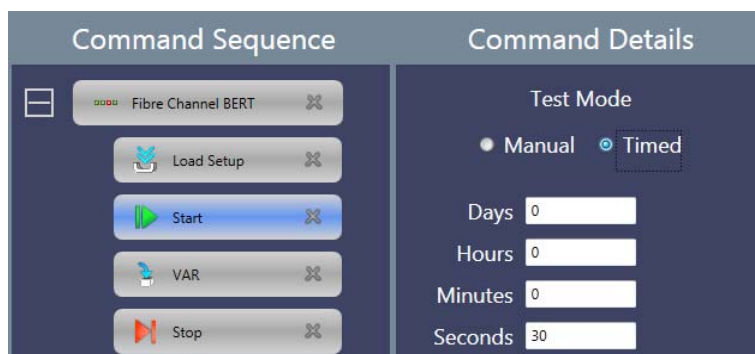 Command Sequence
Fibre Channel BERT
Load Setup
Start
VAR
Stop
Command Details
Test Mode
Manual Timed
Days 0
Hours 0
Minutes 0
Seconds 30